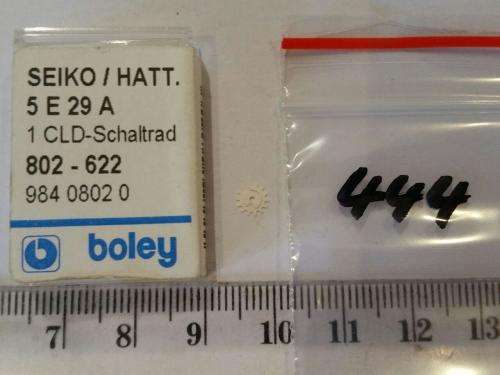 SEIKO / HATT.
5 E 29 A
1 CLD-Schaltrad
802 - 622
984 0802 0
b boley
444
7 8 9 10 11 12 13